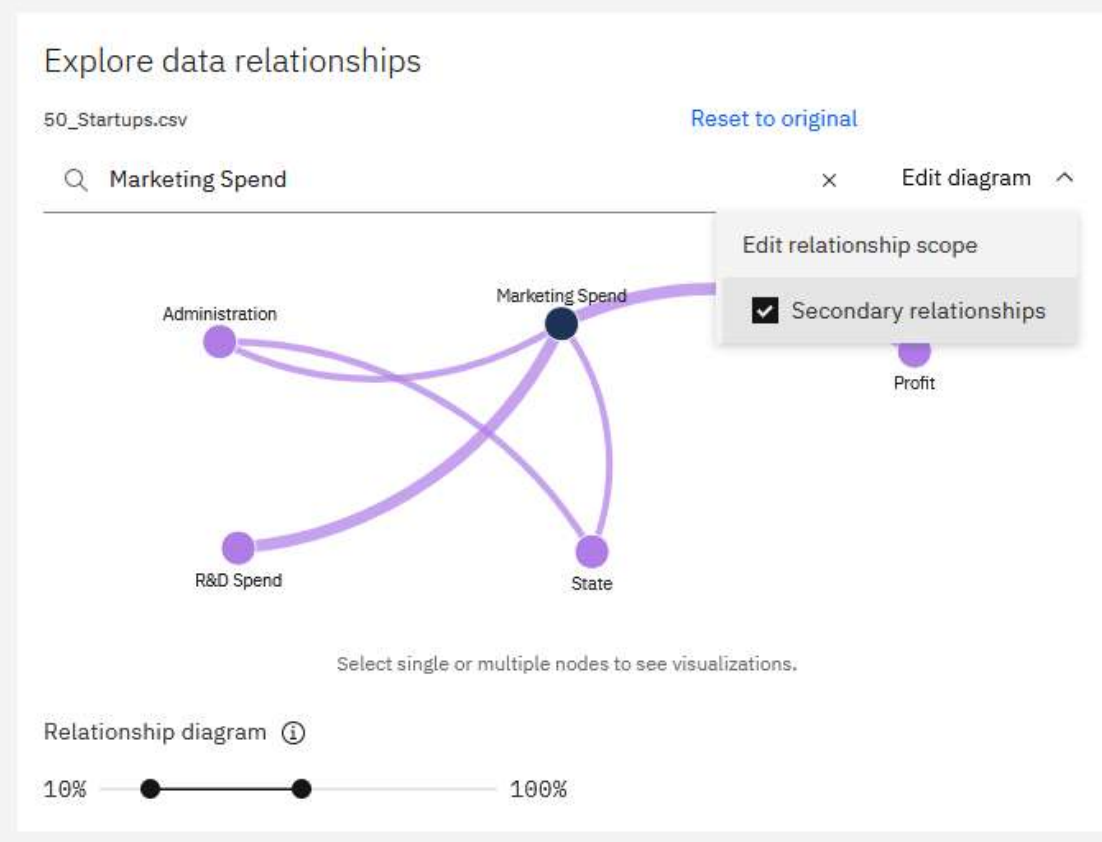 Explore data relationships
50_Startups.csv
Reset to original
Marketing Spend
Edit diagram
Edit relationship scope
Secondary relationships
Marketing Spend
Administration
Profit
R&D Spend
State
Select single or multiple nodes to see visualizations.
Relationship diagram
10%
100%